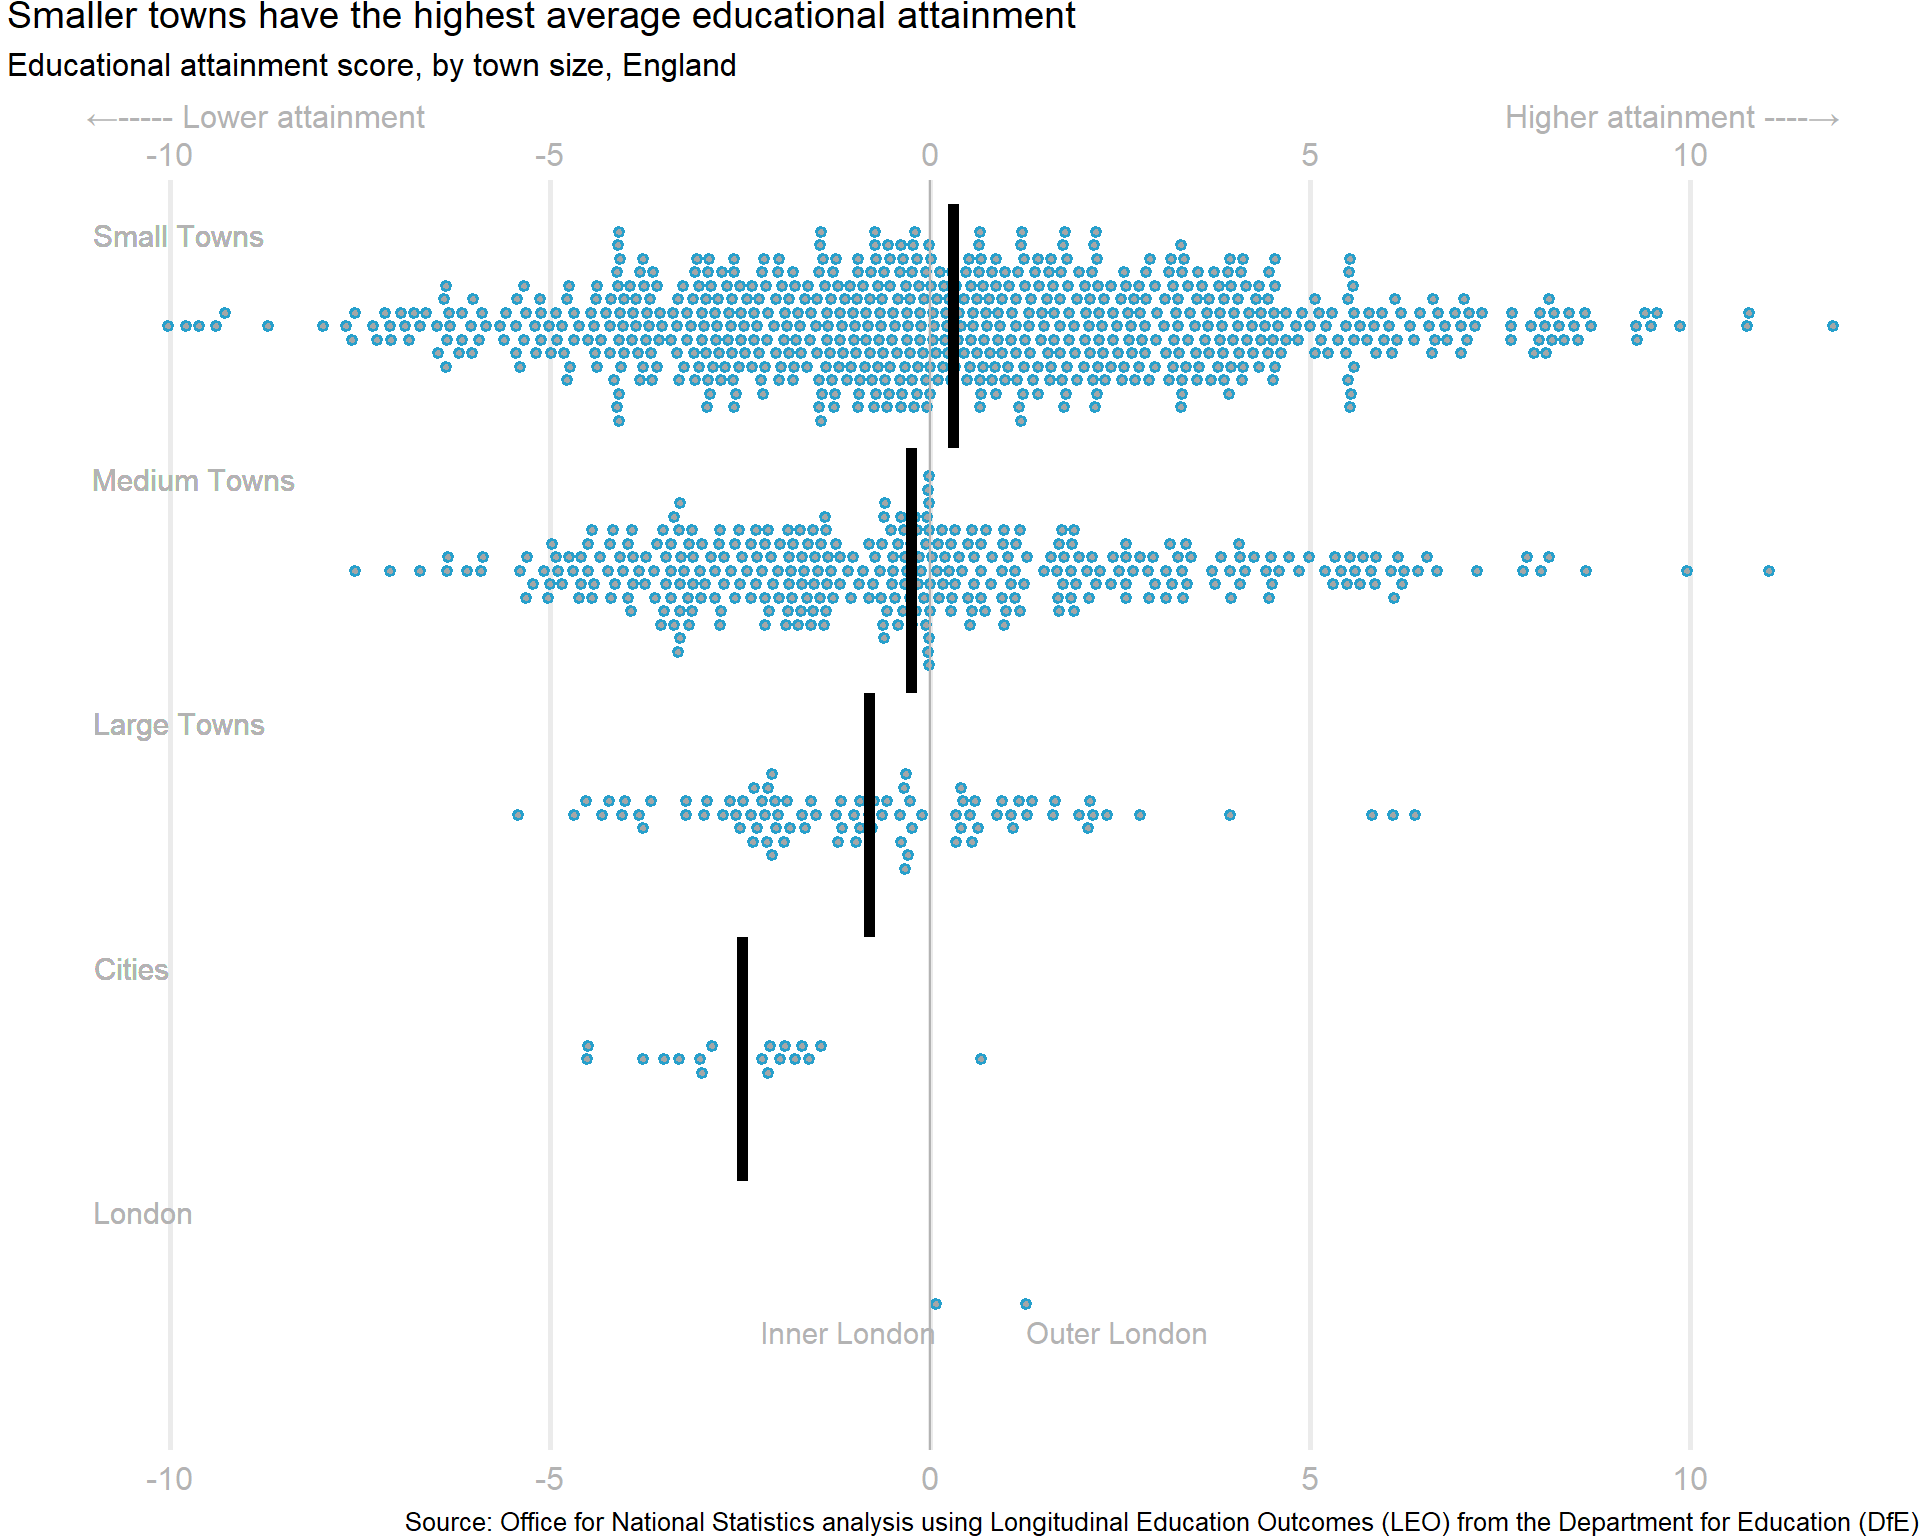 Smaller towns have the highest average educational attainment
Educational attainment score, by town size, England
←----- Lower attainment Higher attainment ----→
-10 -5 0 5 10
Small Towns
Medium Towns
Large Towns
Cities
London
Inner London Outer London
-10 -5 0 5 10
Source: Office for National Statistics analysis using Longitudinal Education Outcomes (LEO) from the Department for Education (DfE)